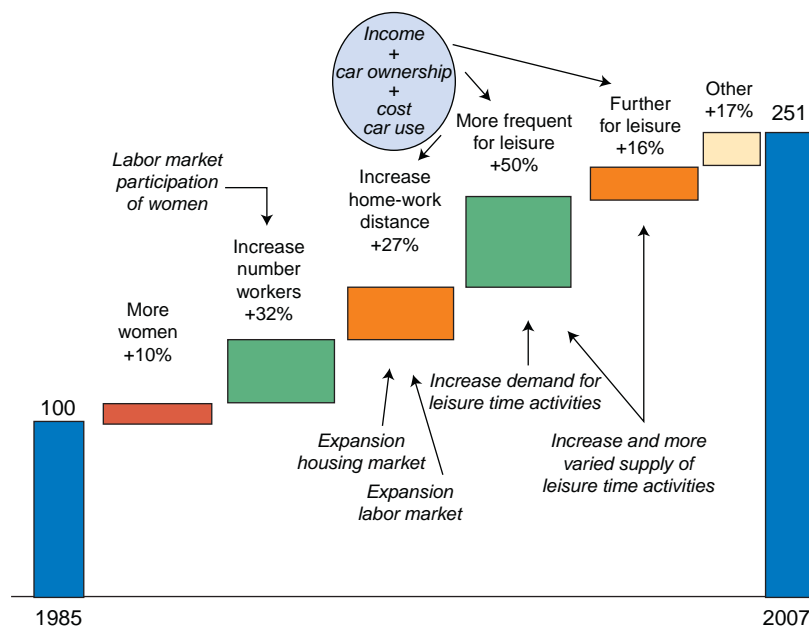 Income
+
car ownership
+
cost
car use
Other
+17%
251
Further
for leisure
+16%
More frequent
for leisure
+50%
Labor market
participation
of women
Increase
home-work
distance
+27%
Increase
number
workers
+32%
More
women
+10%
100
Increase demand for
leisure time activities
Expansion
housing market
Increase and more
varied supply of
leisure time activities
Expansion
labor market
1985
2007